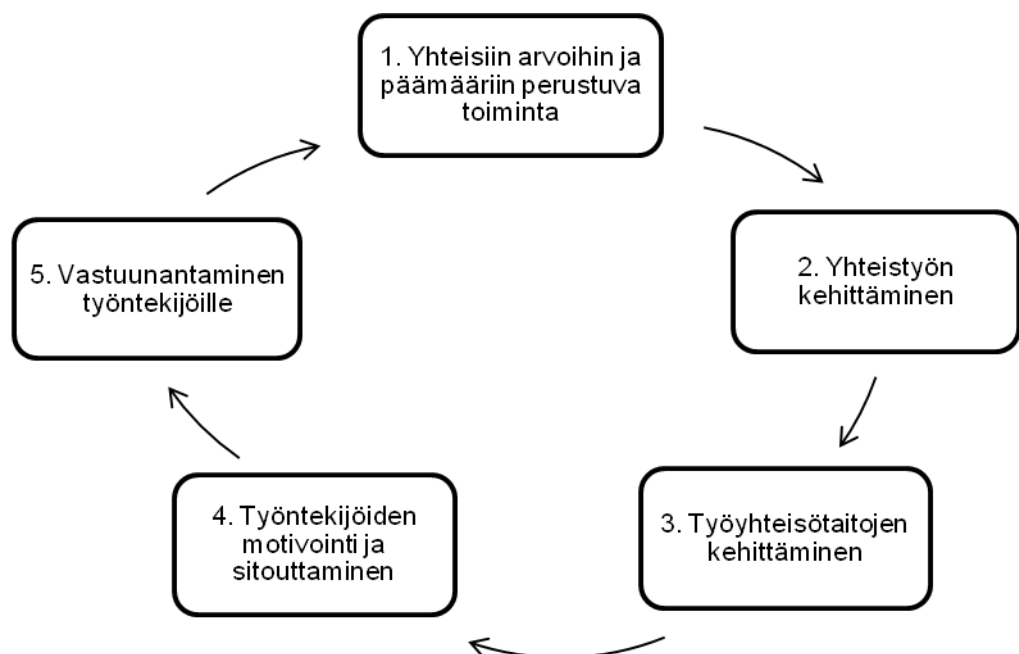 1. Yhteisiin arvoihin ja
päämääriin perustuva
toiminta
2. Yhteistyön
kehittäminen
3. Työyhteisötaitojen
kehittäminen
4. Työntekijöiden
motivointi ja
sitouttaminen
5. Vastuunantaminen
työntekijöille